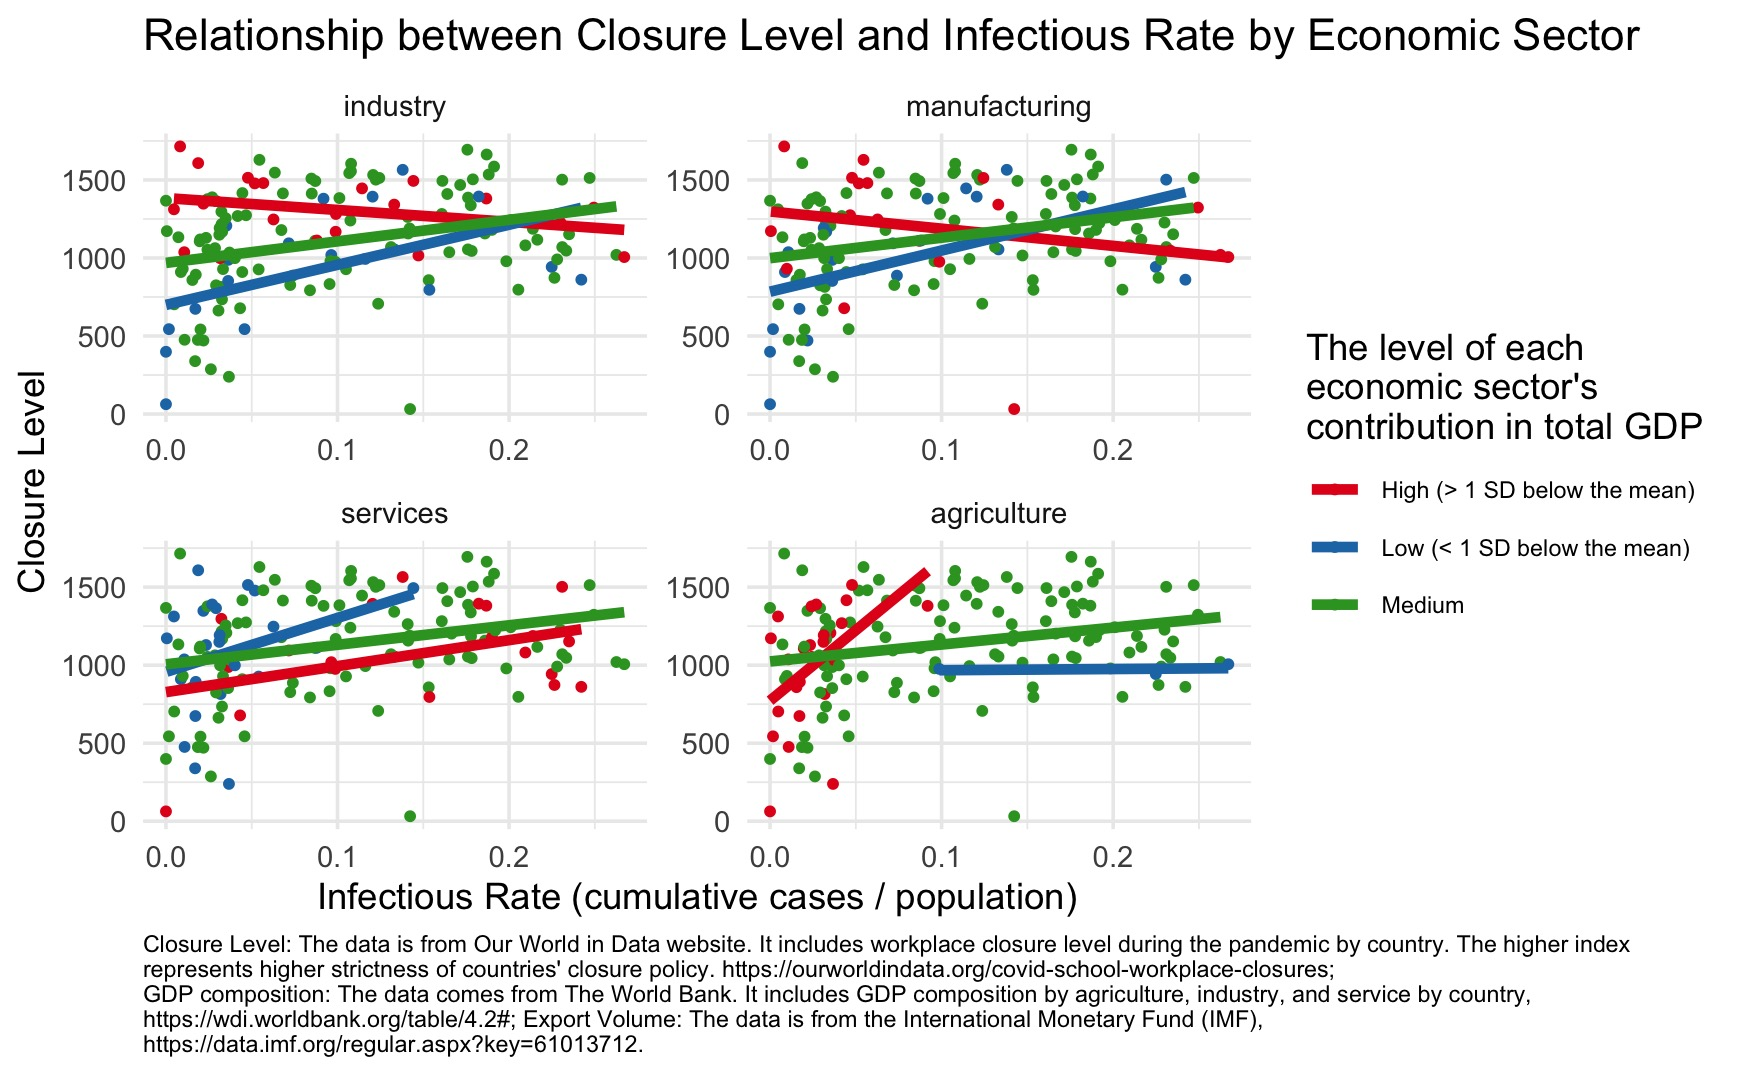 Relationship between Closure Level and Infectious Rate by Economic Sector
industry
manufacturing
1500
1000
500
0
1500
1000
500
0
0.0
0.1
0.2
0.0
0.1
0.2
Closure Level
services
agriculture
1500
1000
500
0
1500
1000
500
0
0.0
0.1
0.2
0.0
0.1
0.2
Infectious Rate (cumulative cases / population)
The level of each
economic sector's
contribution in total GDP
High (> 1 SD below the mean)
Low (< 1 SD below the mean)
Medium
Closure Level: The data is from Our World in Data website. It includes workplace closure level during the pandemic by country. The higher index
represents higher strictness of countries' closure policy. https://ourworldindata.org/covid-school-workplace-closures;
GDP composition: The data comes from The World Bank. It includes GDP composition by agriculture, industry, and service by country,
https://wdi.worldbank.org/table/4.2#; Export Volume: The data is from the International Monetary Fund (IMF),
https://data.imf.org/regular.aspx?key=61013712.